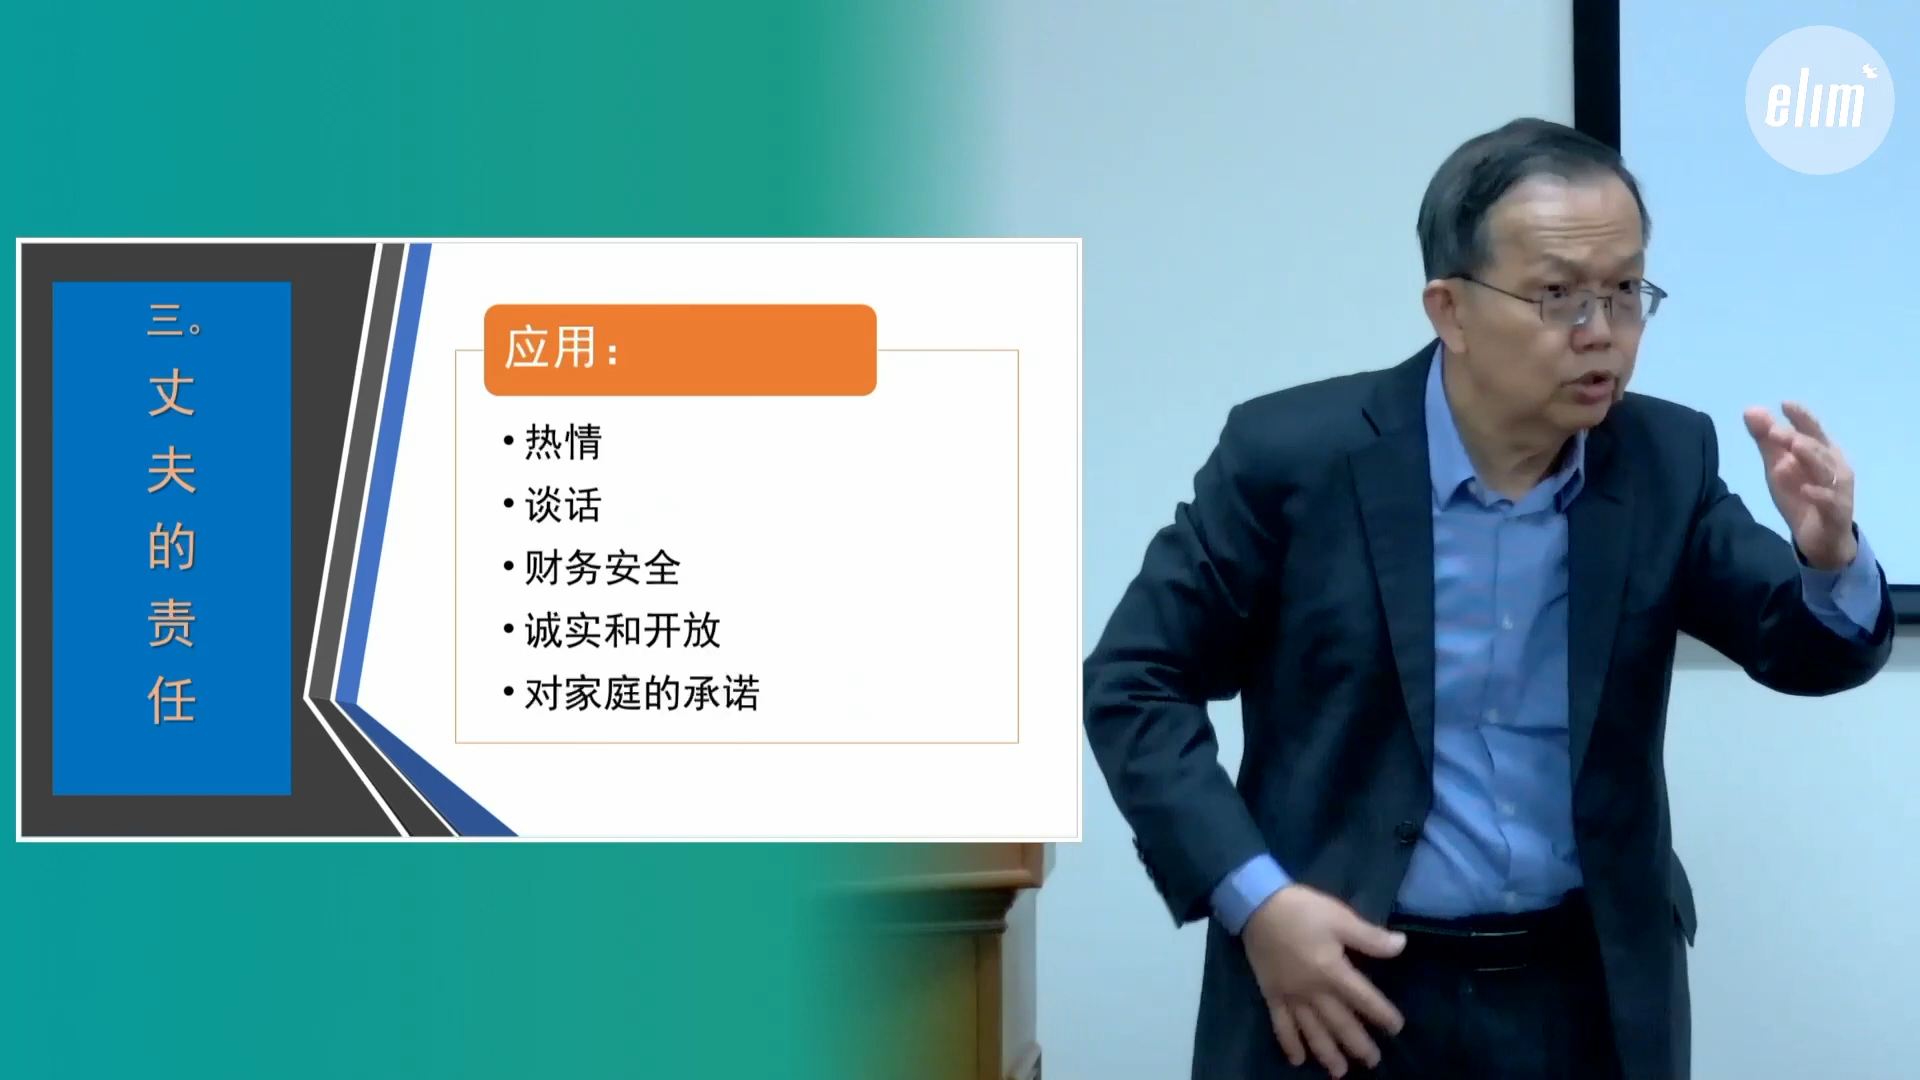 三。
丈
夫
的
责
任
应用：
• 热情
• 谈话
• 财务安全
• 诚实和开放
• 对家庭的承诺
elim